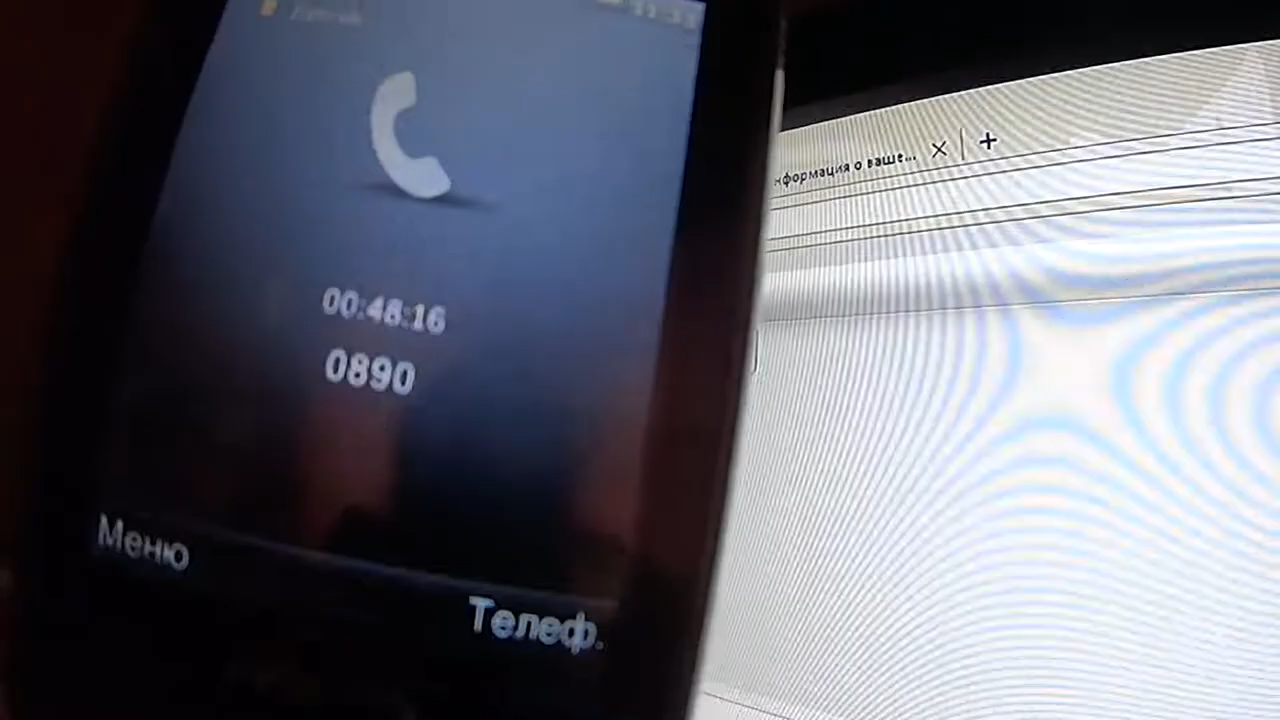 00:48:16
0890
Меню
Телеф.
нформация о ваше...